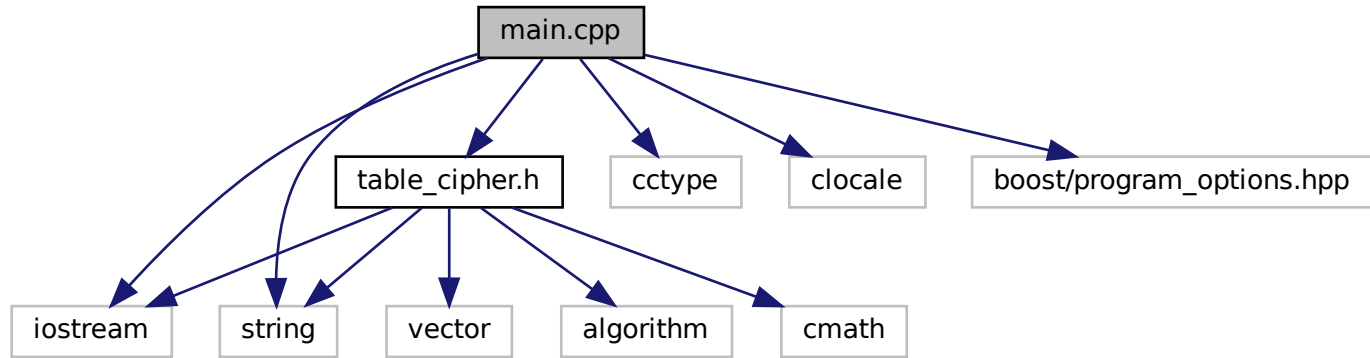 main.cpp
table_cipher.h
cctype
clocale
boost/program_options.hpp
iostream
string
vector
algorithm
cmath